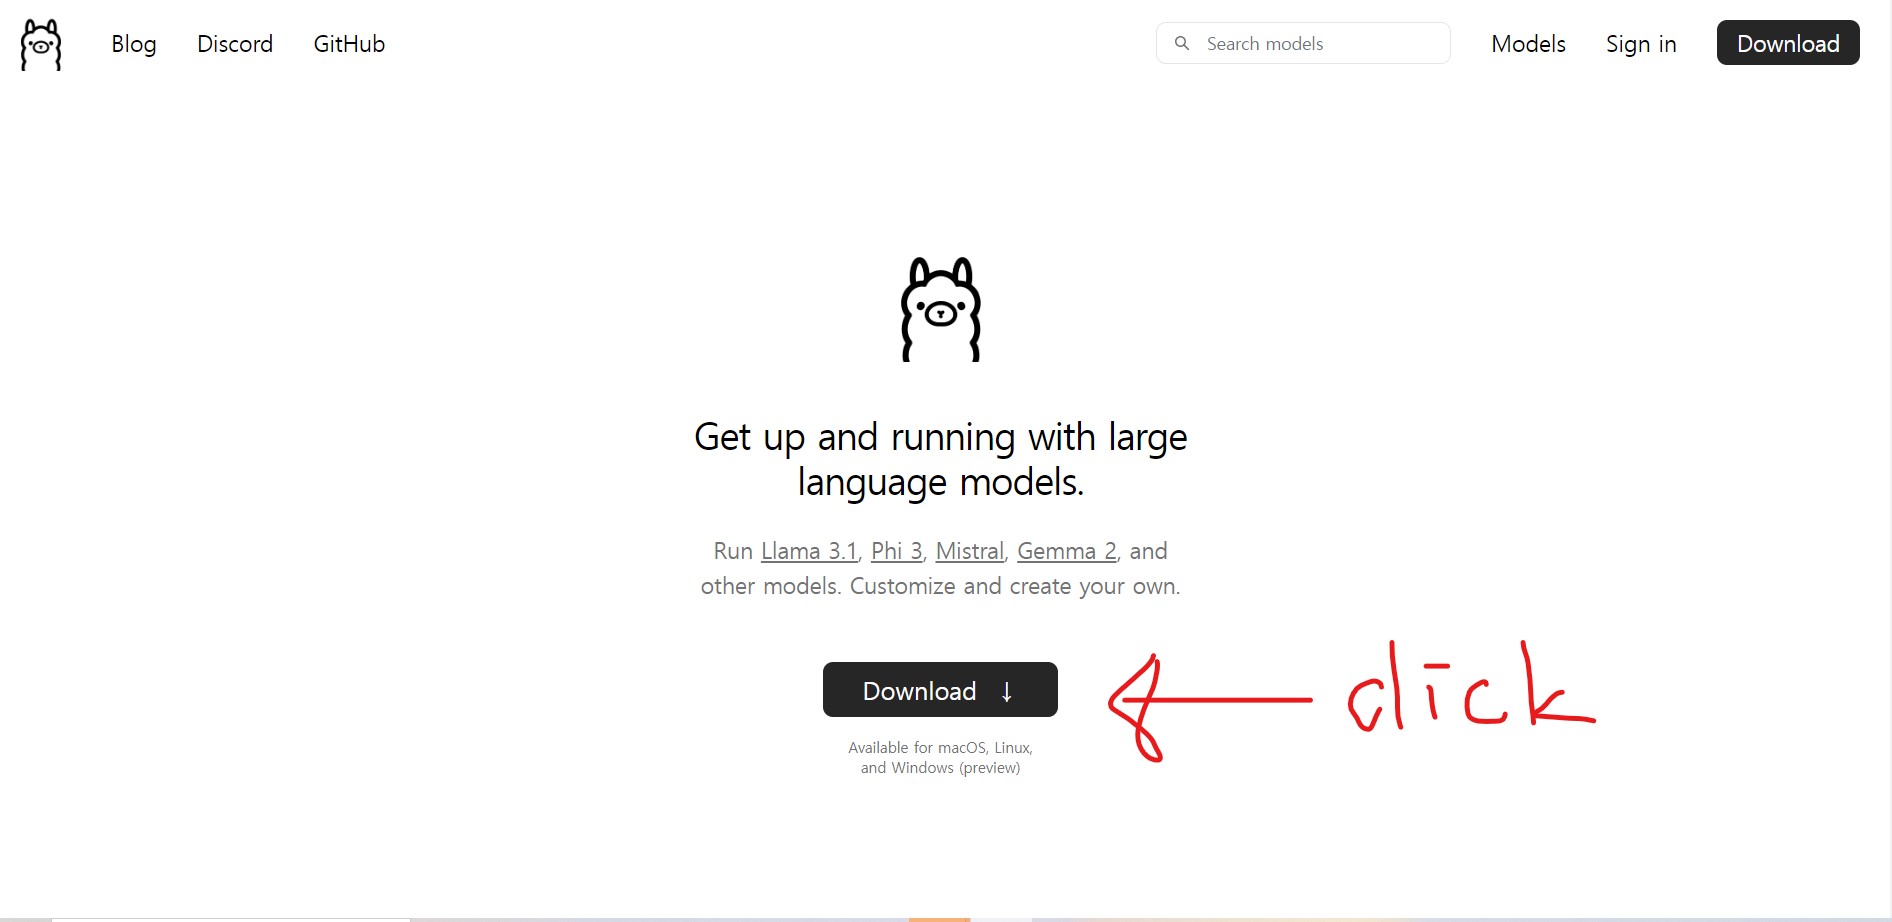 Blog Discord GitHub Search models Models Sign in Download
Get up and running with large
language models.
Run Llama 3.1, Phi 3, Mistral, Gemma 2, and
other models. Customize and create your own.
Download ↓
click
Available for macOS, Linux,
and Windows (preview)